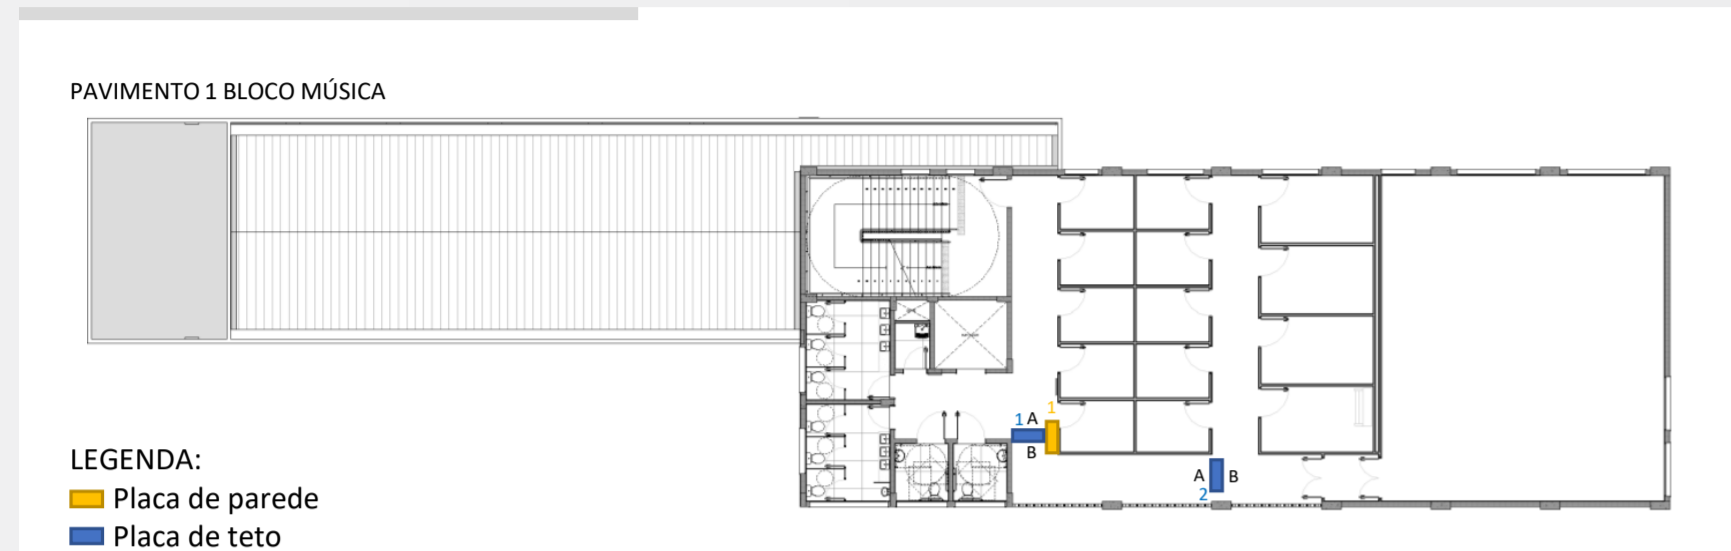 PAVIMENTO 1 BLOCO MÚSICA
1
1 A
B
A B
2
LEGENDA:
Placa de parede
Placa de teto